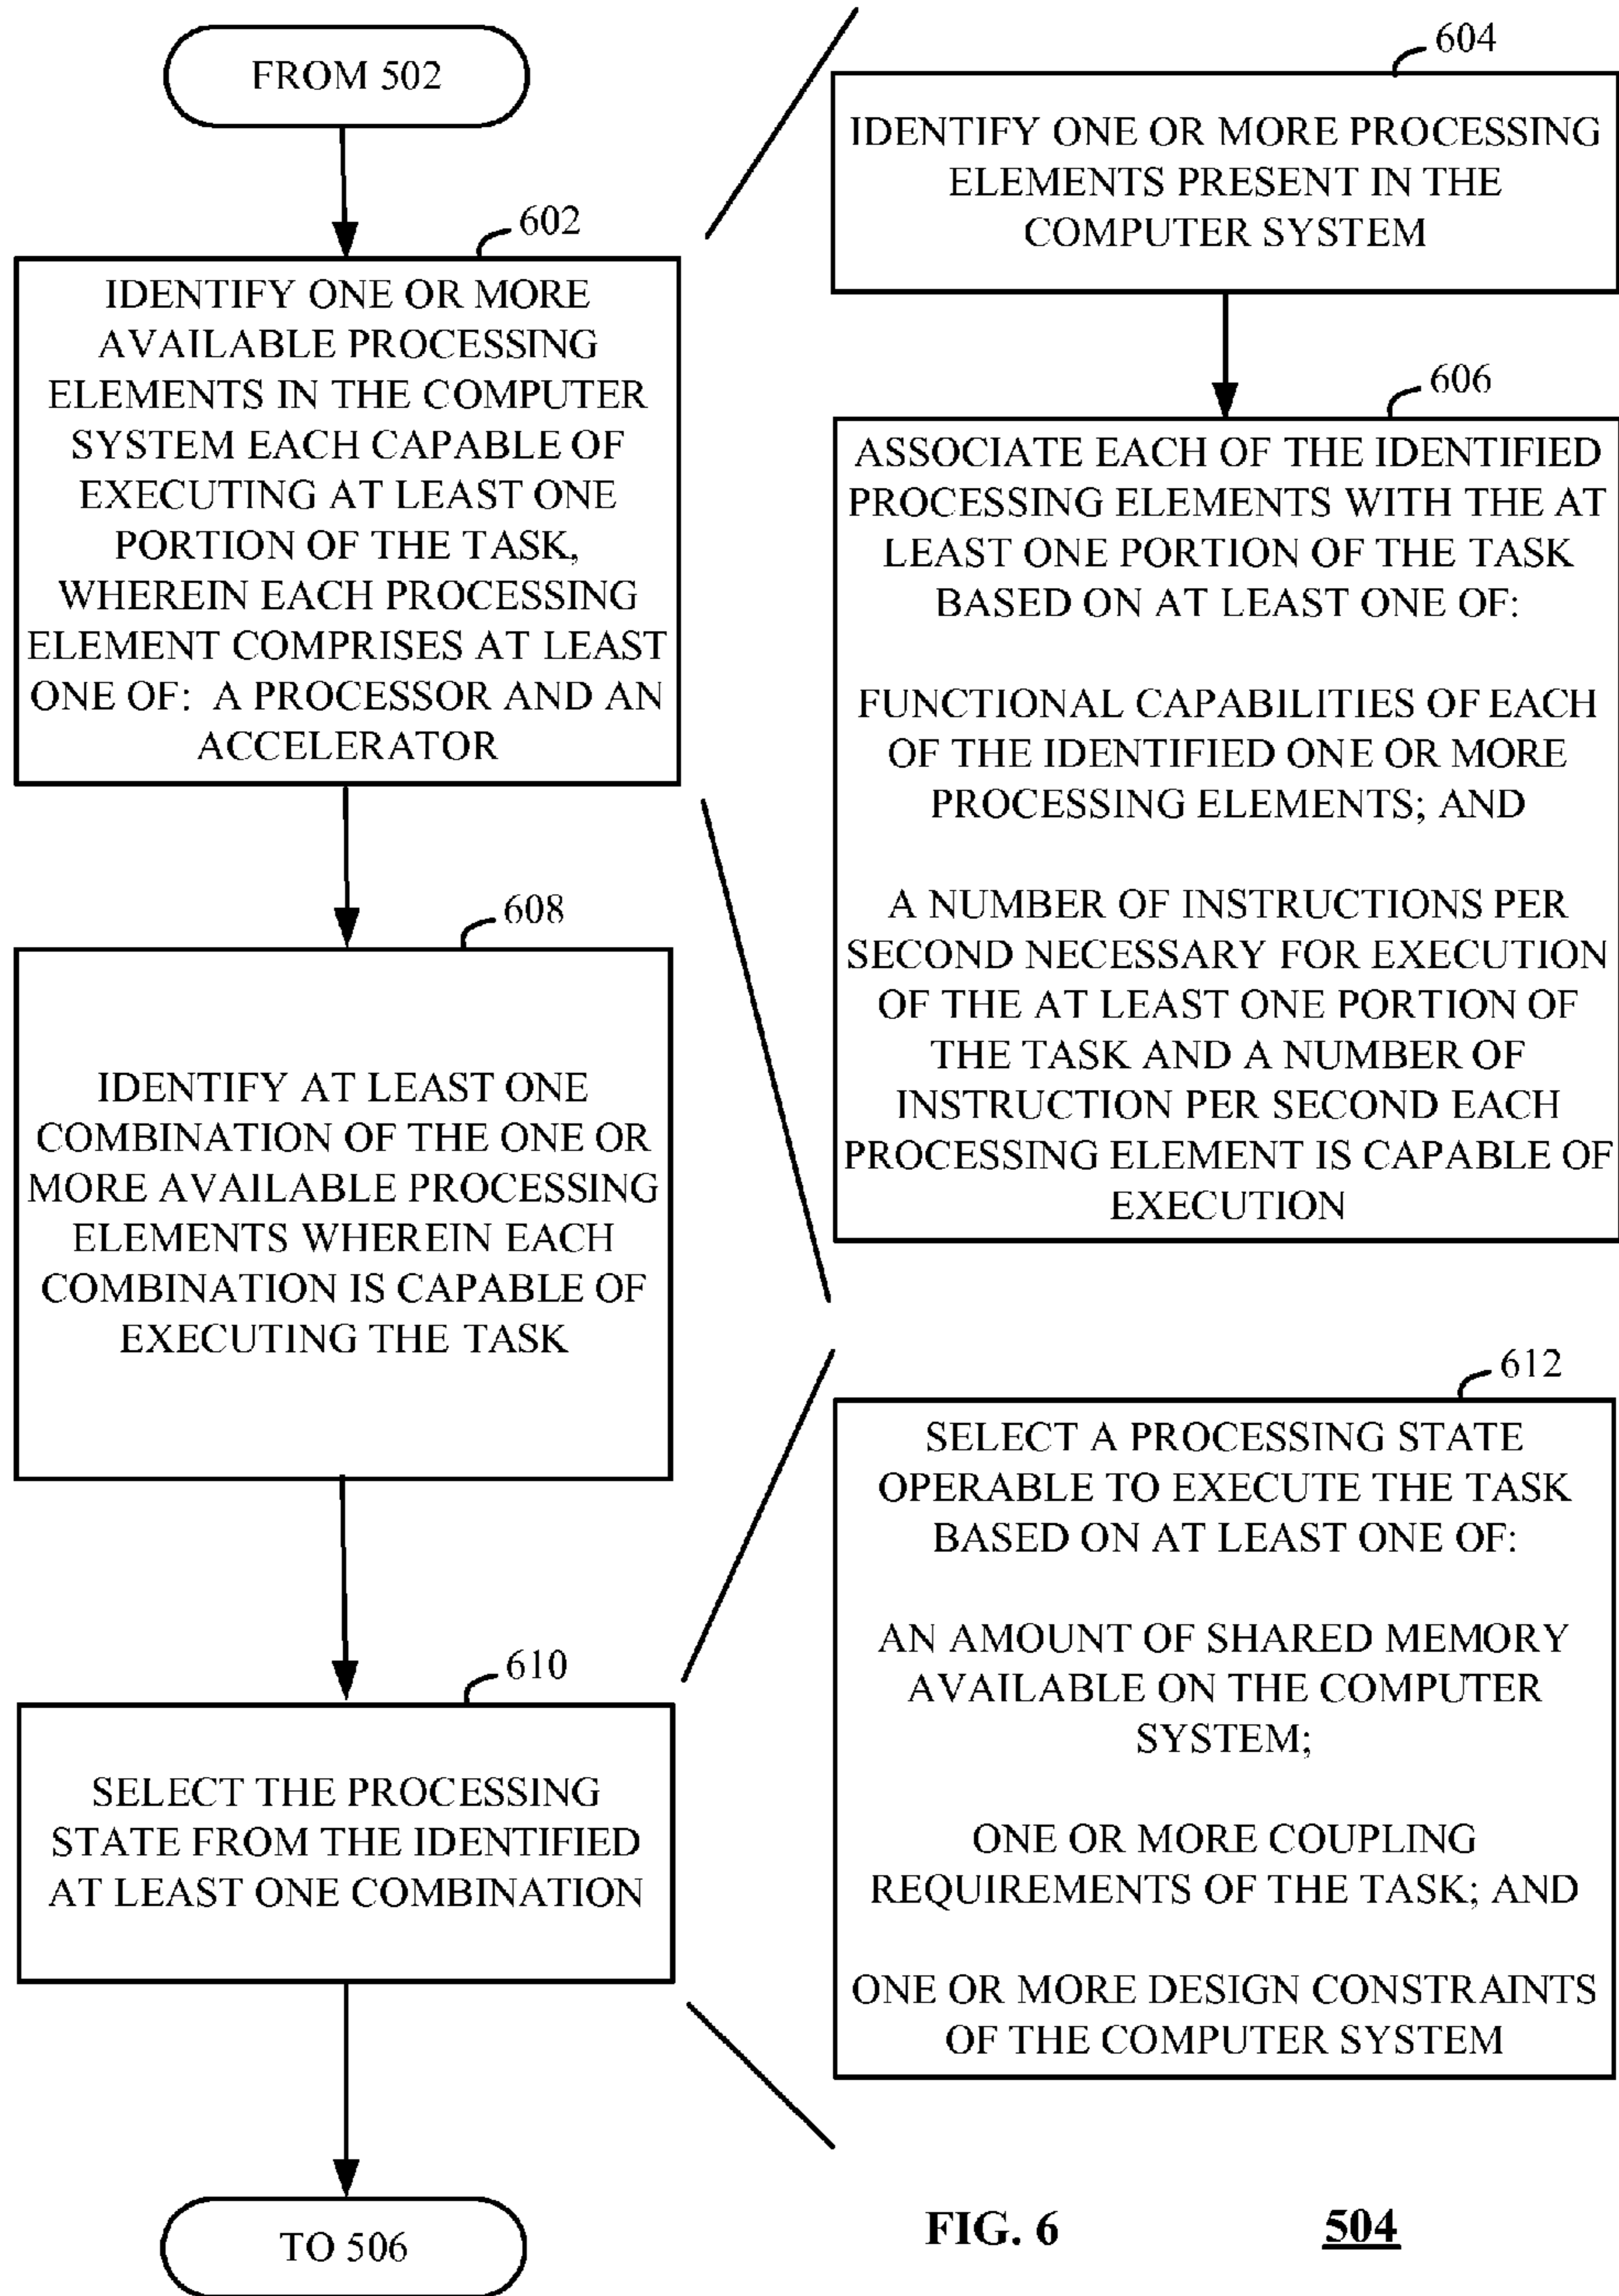 FROM 502
602
IDENTIFY ONE OR MORE
AVAILABLE PROCESSING
ELEMENTS IN THE COMPUTER
SYSTEM EACH CAPABLE OF
EXECUTING AT LEAST ONE
PORTION OF THE TASK,
WHEREIN EACH PROCESSING
ELEMENT COMPRISES AT LEAST
ONE OF: A PROCESSOR AND AN
ACCELERATOR
608
IDENTIFY AT LEAST ONE
COMBINATION OF THE ONE OR
MORE AVAILABLE PROCESSING
ELEMENTS WHEREIN EACH
COMBINATION IS CAPABLE OF
EXECUTING THE TASK
610
SELECT THE PROCESSING
STATE FROM THE IDENTIFIED
AT LEAST ONE COMBINATION
TO 506
604
IDENTIFY ONE OR MORE PROCESSING
ELEMENTS PRESENT IN THE
COMPUTER SYSTEM
606
ASSOCIATE EACH OF THE IDENTIFIED
PROCESSING ELEMENTS WITH THE AT
LEAST ONE PORTION OF THE TASK
BASED ON AT LEAST ONE OF:
FUNCTIONAL CAPABILITIES OF EACH
OF THE IDENTIFIED ONE OR MORE
PROCESSING ELEMENTS; AND
A NUMBER OF INSTRUCTIONS PER
SECOND NECESSARY FOR EXECUTION
OF THE AT LEAST ONE PORTION OF
THE TASK AND A NUMBER OF
INSTRUCTION PER SECOND EACH
PROCESSING ELEMENT IS CAPABLE OF
EXECUTION
612
SELECT A PROCESSING STATE
OPERABLE TO EXECUTE THE TASK
BASED ON AT LEAST ONE OF:
AN AMOUNT OF SHARED MEMORY
AVAILABLE ON THE COMPUTER
SYSTEM;
ONE OR MORE COUPLING
REQUIREMENTS OF THE TASK; AND
ONE OR MORE DESIGN CONSTRAINTS
OF THE COMPUTER SYSTEM
FIG. 6
504